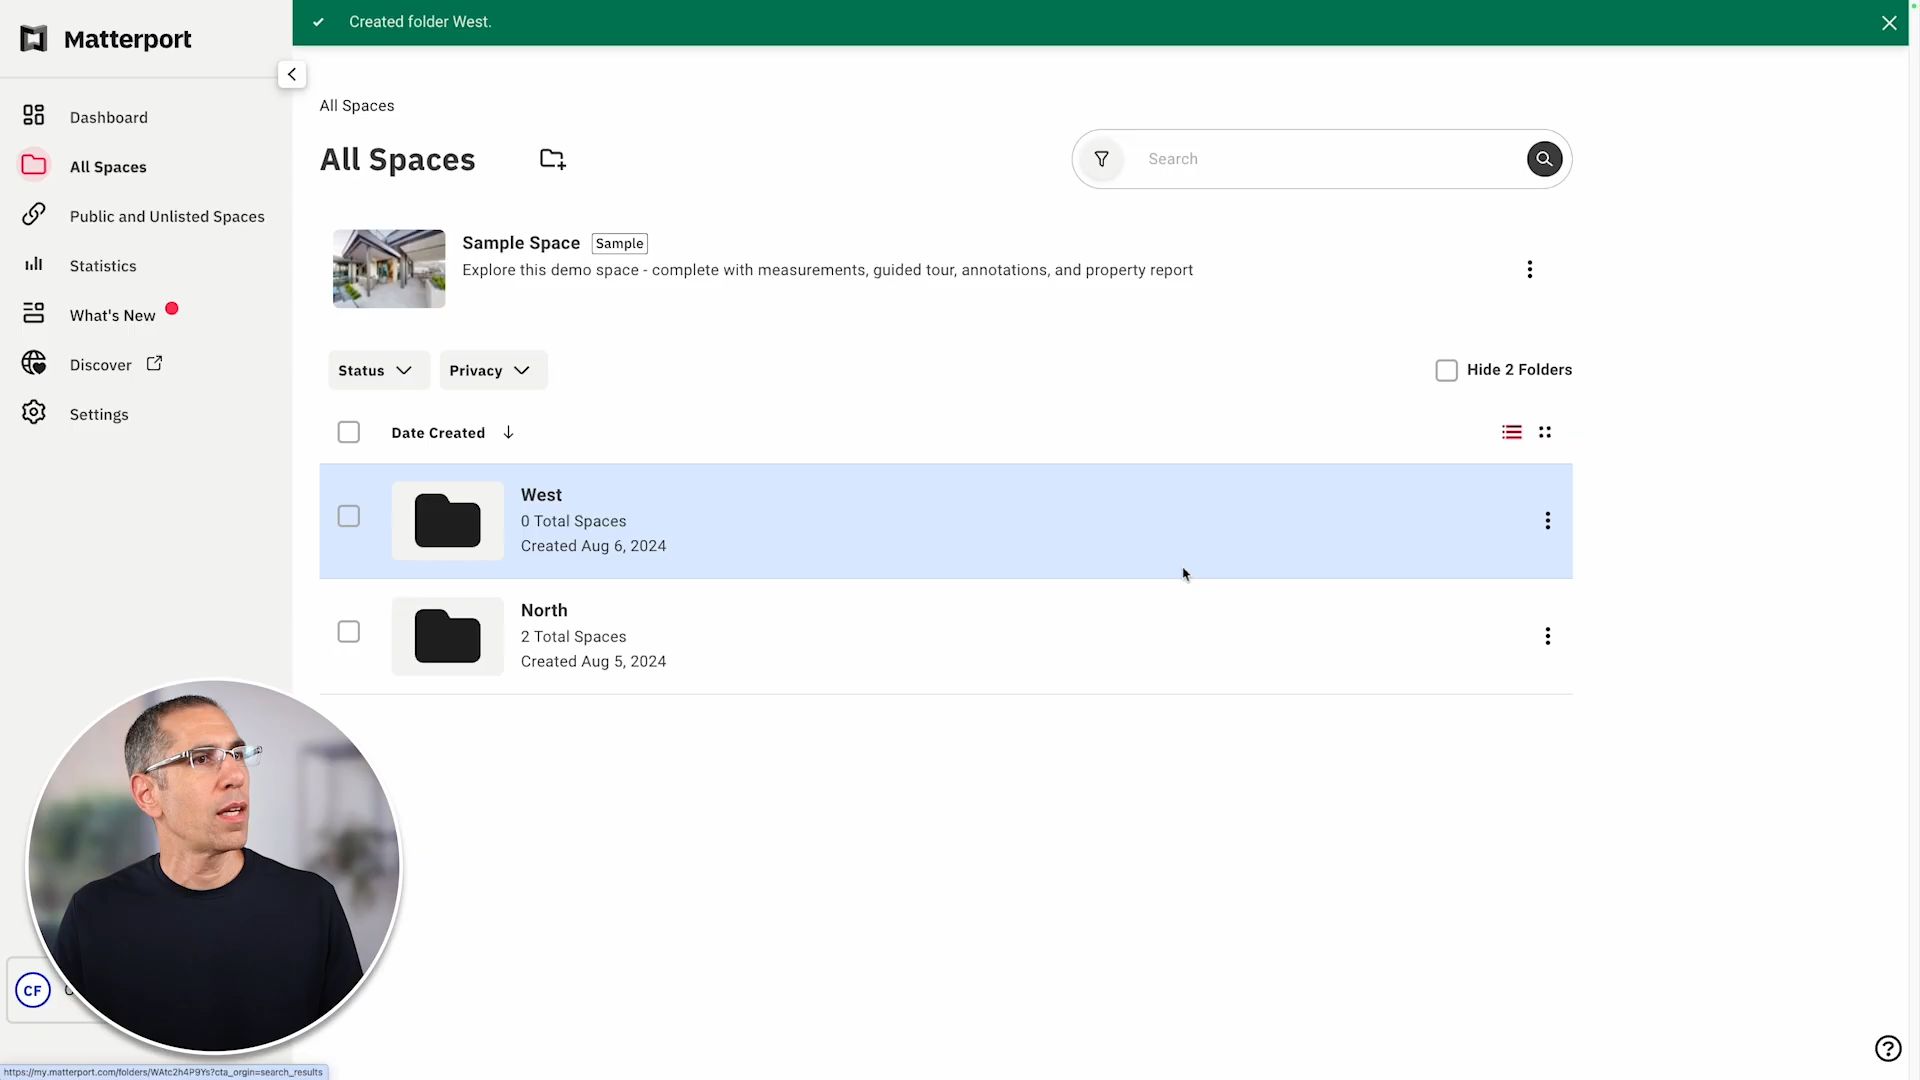 Matterport
Created folder West.
Dashboard
All Spaces
Public and Unlisted Spaces
Statistics
What's New
Discover
Settings
All Spaces
All Spaces
Search
Sample Space Sample
Explore this demo space - complete with measurements, guided tour, annotations, and property report
Status
Privacy
Hide 2 Folders
Date Created
West
0 Total Spaces
Created Aug 6, 2024
North
2 Total Spaces
Created Aug 5, 2024
CF
https://my.matterport.com/folders/WAtc2h4P9Ys?cta_orgin=search_results